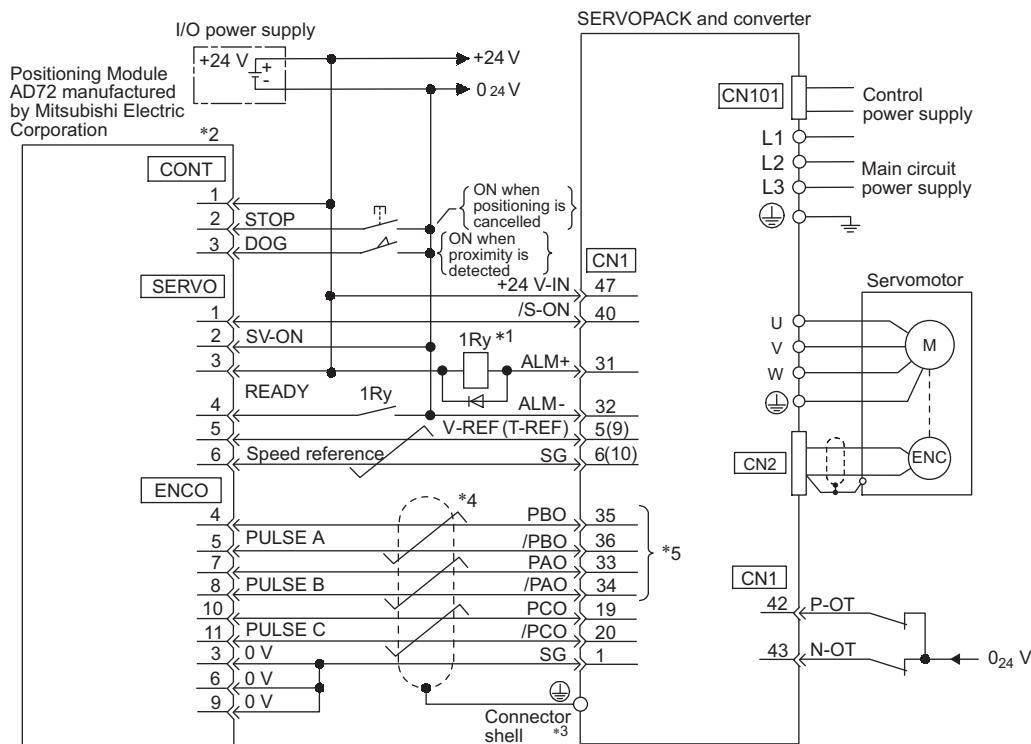 SERVOPACK and converter
I/O power supply
+24 V
+
-
+24 V
0 24 V
Positioning Module
AD72 manufactured
by Mitsubishi Electric
Corporation
*2
CN101
Control
power supply
L1
L2
L3
Main circuit
power supply
CONT
1
2 STOP
3 DOG
ON when
positioning is
cancelled
ON when
proximity is
detected
CN1
SERVO
+24 V-IN 47
1 /S-ON 40
2 SV-ON
3 1Ry *1 ALM+ 31
READY
4 1Ry ALM- 32
5 V-REF (T-REF) 5(9)
6 Speed reference SG 6(10)
Servomotor
U
V
W
M
CN2
ENC
ENCO
*4
4 PBO 35
5 PULSE A /PBO 36
7 PAO 33
8 PULSE B /PAO 34
*5
10 PCO 19
11 PULSE C /PCO 20
3 0 V SG 1
6 0 V
9 0 V
Connector
shell *3
CN1
42 P-OT
43 N-OT
024 V